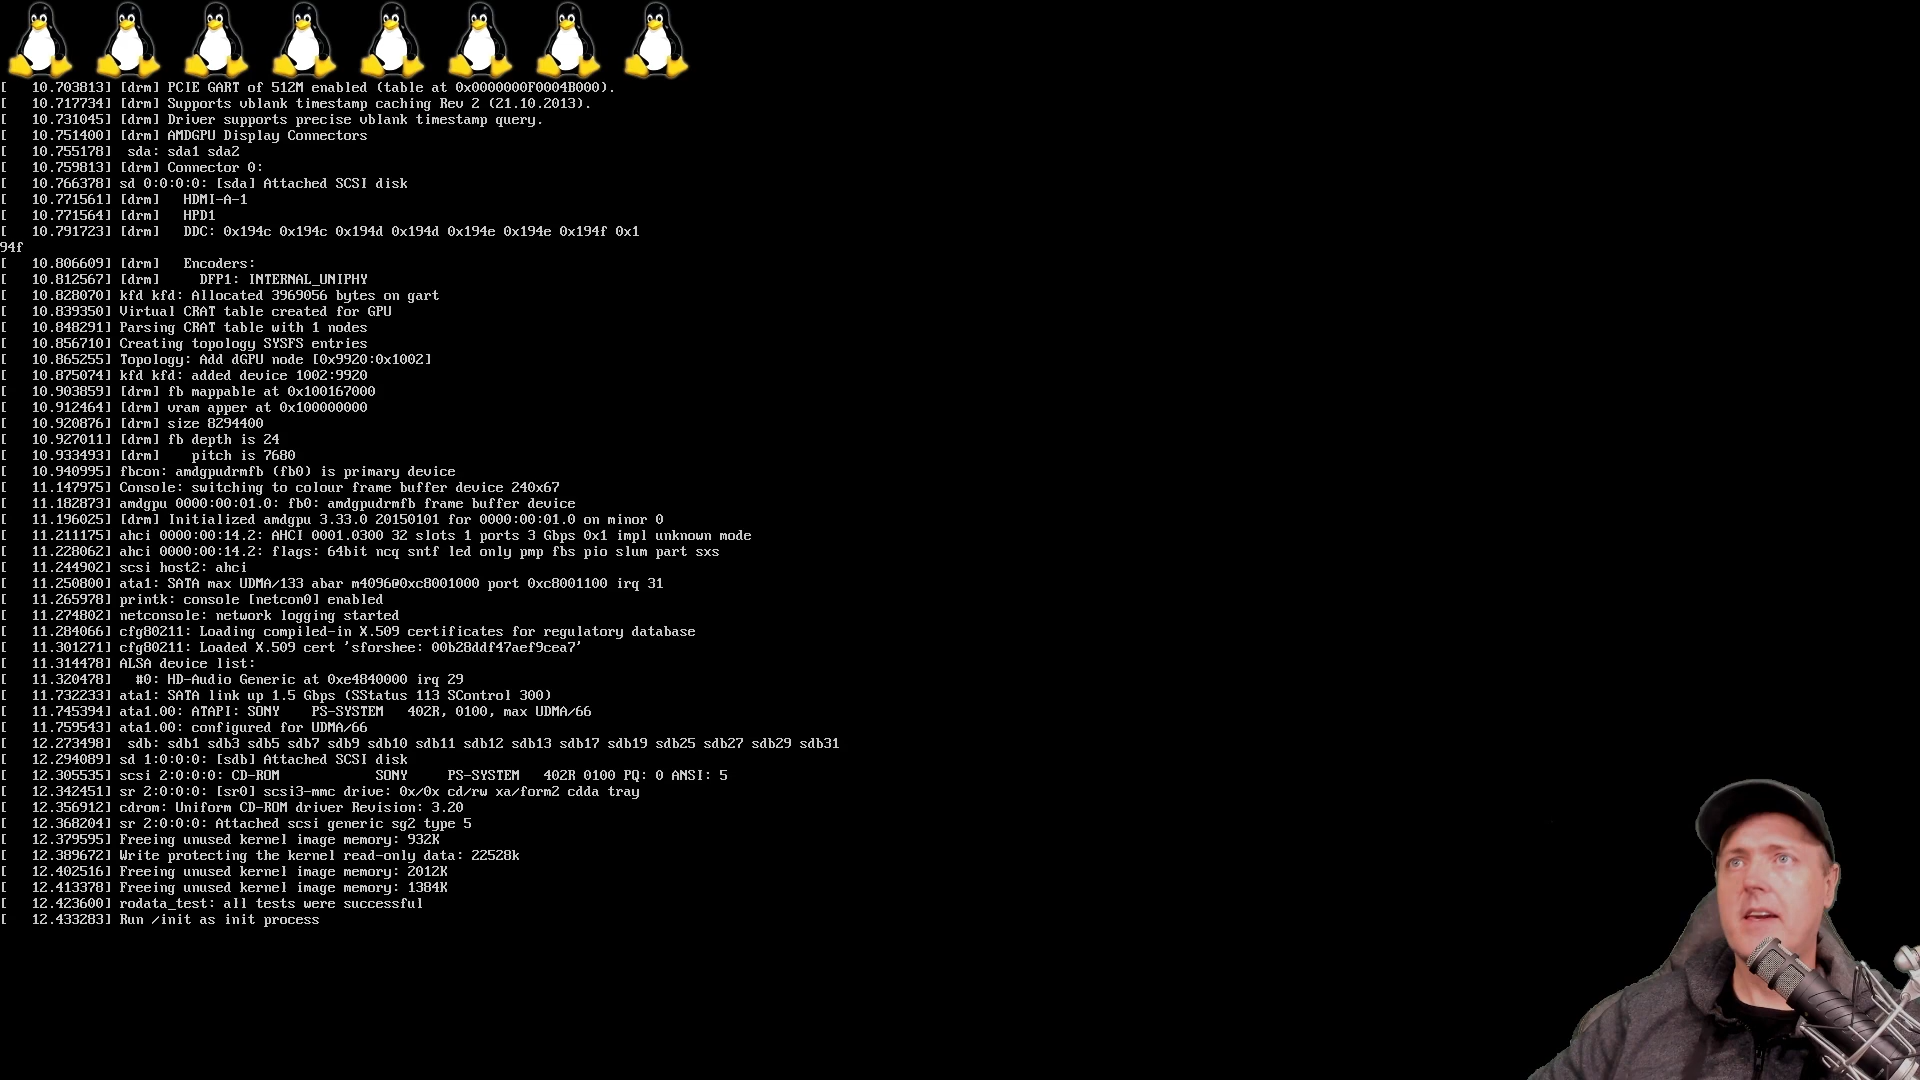 [   10.703813] [drm] PCIE GART of 512M enabled (table at 0x0000000F0004B000).
[   10.717734] [drm] Supports vblank timestamp caching Rev 2 (21.10.2013).
[   10.731045] [drm] Driver supports precise vblank timestamp query.
[   10.751400] [drm] AMDGPU Display Connectors
[   10.755178]  sda: sda1 sda2
[   10.759813] [drm] Connector 0:
[   10.766378] sd 0:0:0:0: [sda] Attached SCSI disk
[   10.771561] [drm]   HDMI-A-1
[   10.771564] [drm]   HPD1
[   10.791723] [drm]   DDC: 0x194c 0x194c 0x194d 0x194d 0x194e 0x194e 0x194f 0x1
94f
[   10.806609] [drm]   Encoders:
[   10.812567] [drm]     DFP1: INTERNAL_UNIPHY
[   10.828070] kfd kfd: Allocated 3969056 bytes on gart
[   10.839350] Virtual CRAT table created for GPU
[   10.848291] Parsing CRAT table with 1 nodes
[   10.856710] Creating topology SYSFS entries
[   10.865255] Topology: Add dGPU node [0x9920:0x1002]
[   10.875074] kfd kfd: added device 1002:9920
[   10.903859] [drm] fb mappable at 0x100167000
[   10.912464] [drm] vram apper at 0x100000000
[   10.920876] [drm] size 8294400
[   10.927011] [drm] fb depth is 24
[   10.933493] [drm]    pitch is 7680
[   10.940995] fbcon: amdgpudrmfb (fb0) is primary device
[   11.147975] Console: switching to colour frame buffer device 240x67
[   11.182873] amdgpu 0000:00:01.0: fb0: amdgpudrmfb frame buffer device
[   11.196025] [drm] Initialized amdgpu 3.33.0 20150101 for 0000:00:01.0 on minor 0
[   11.211175] ahci 0000:00:14.2: AHCI 0001.0300 32 slots 1 ports 3 Gbps 0x1 impl unknown mode
[   11.228062] ahci 0000:00:14.2: flags: 64bit ncq sntf led only pmp fbs pio slum part sxs
[   11.244902] scsi host2: ahci
[   11.250800] ata1: SATA max UDMA/133 abar m4096@0xc8001000 port 0xc8001100 irq 31
[   11.265978] printk: console [netcon0] enabled
[   11.274802] netconsole: network logging started
[   11.284066] cfg80211: Loading compiled-in X.509 certificates for regulatory database
[   11.301271] cfg80211: Loaded X.509 cert 'sforshee: 00b28ddf47aef9cea7'
[   11.314478] ALSA device list:
[   11.320478]   #0: HD-Audio Generic at 0xe4840000 irq 29
[   11.732233] ata1: SATA link up 1.5 Gbps (SStatus 113 SControl 300)
[   11.745394] ata1.00: ATAPI: SONY    PS-SYSTEM   402R, 0100, max UDMA/66
[   11.759543] ata1.00: configured for UDMA/66
[   12.273498]  sdb: sdb1 sdb3 sdb5 sdb7 sdb9 sdb10 sdb11 sdb12 sdb13 sdb17 sdb19 sdb25 sdb27 sdb29 sdb31
[   12.294089] sd 1:0:0:0: [sdb] Attached SCSI disk
[   12.305535] scsi 2:0:0:0: CD-ROM            SONY     PS-SYSTEM   402R 0100 PQ: 0 ANSI: 5
[   12.342451] sr 2:0:0:0: [sr0] scsi3-mmc drive: 0x/0x cd/rw xa/form2 cdda tray
[   12.356912] cdrom: Uniform CD-ROM driver Revision: 3.20
[   12.368204] sr 2:0:0:0: Attached scsi generic sg2 type 5
[   12.379595] Freeing unused kernel image memory: 932K
[   12.389672] Write protecting the kernel read-only data: 22528k
[   12.402516] Freeing unused kernel image memory: 2012K
[   12.413378] Freeing unused kernel image memory: 1384K
[   12.423600] rodata_test: all tests were successful
[   12.433283] Run /init as init process